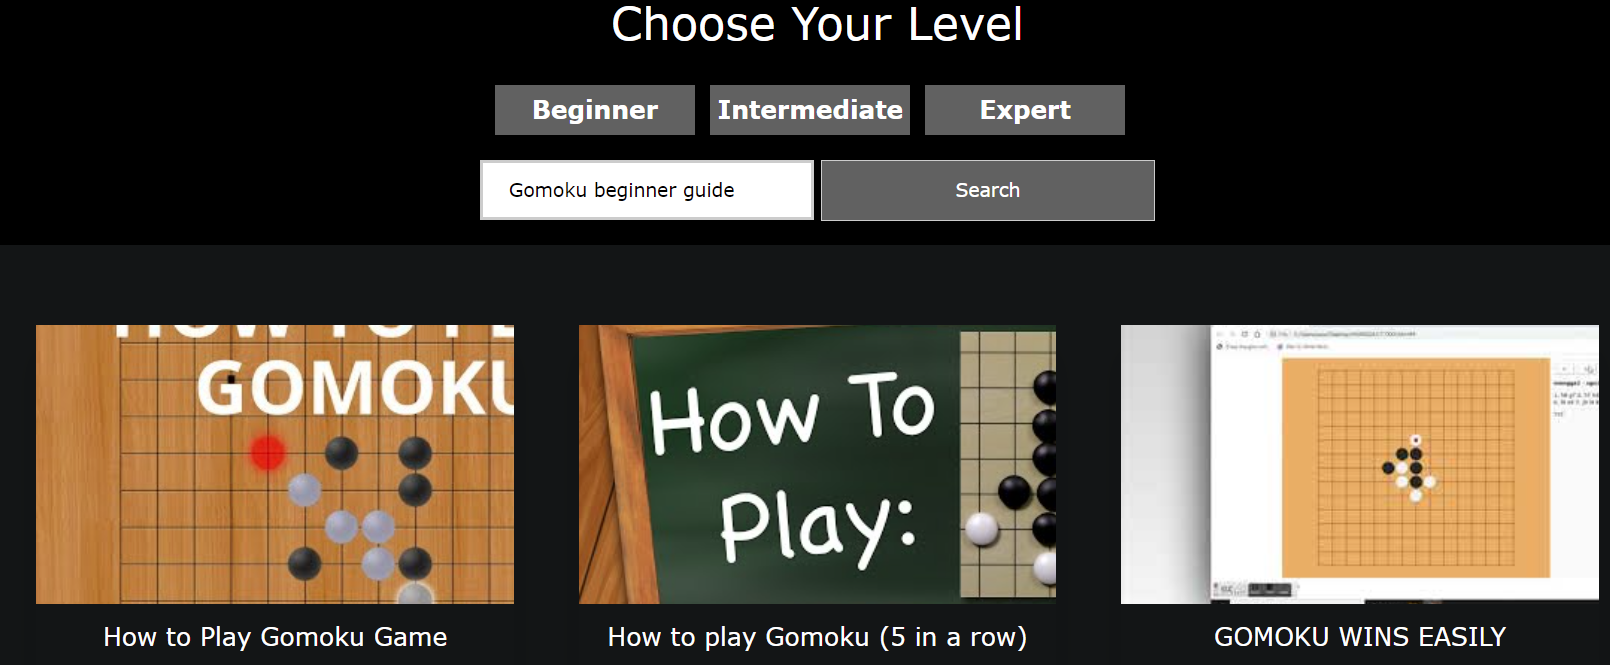 Choose Your Level
Beginner
Intermediate
Expert
Gomoku beginner guide
Search
GOMOKU
How To
Play:
How to Play Gomoku Game
How to play Gomoku (5 in a row)
GOMOKU WINS EASILY